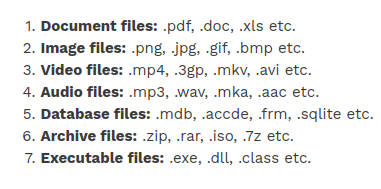 1. Document files: .pdf, .doc, .xls etc.
2. Image files: .png, .jpg, .gif, .bmp etc.
3. Video files: .mp4, .3gp, .mkv, .avi etc.
4. Audio files: .mp3, .wav, .mka, .aac etc.
5. Database files: .mdb, .accde, .frm, .sqlite etc.
6. Archive files: .zip, .rar, .iso, .7z etc.
7. Executable files: .exe, .dll, .class etc.